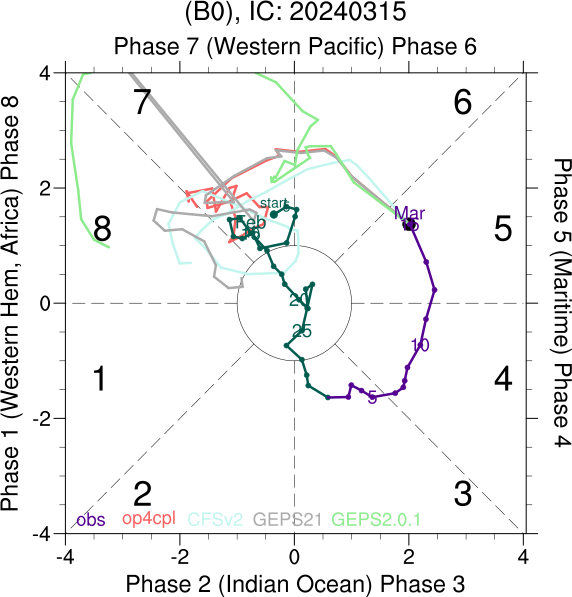 (B0), IC: 20240315
Phase 7 (Western Pacific) Phase 6
Phase 1 (Western Hem, Africa) Phase 8
Phase 5 (Maritime) Phase 4
4
2
0
-2
-4
7
6
8
5
1
4
2
3
start
Feb
Mar
20
25
10
5
obs op4cpl CFSv2 GEPS21 GEPS2.0.1
-4 -2 0 2 4
Phase 2 (Indian Ocean) Phase 3